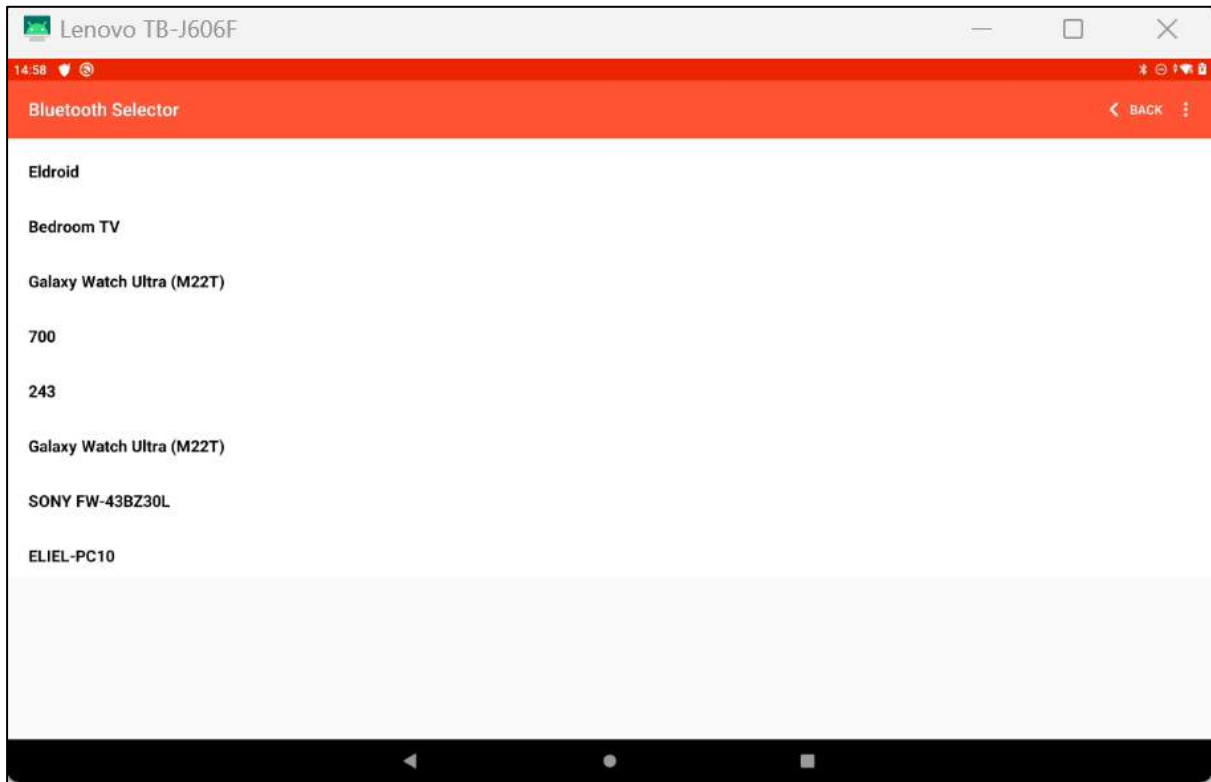 Lenovo TB-J606F
14:58
Bluetooth Selector
BACK
Eldroid
Bedroom TV
Galaxy Watch Ultra (M22T)
700
243
Galaxy Watch Ultra (M22T)
SONY FW-43BZ30L
ELIEL-PC10